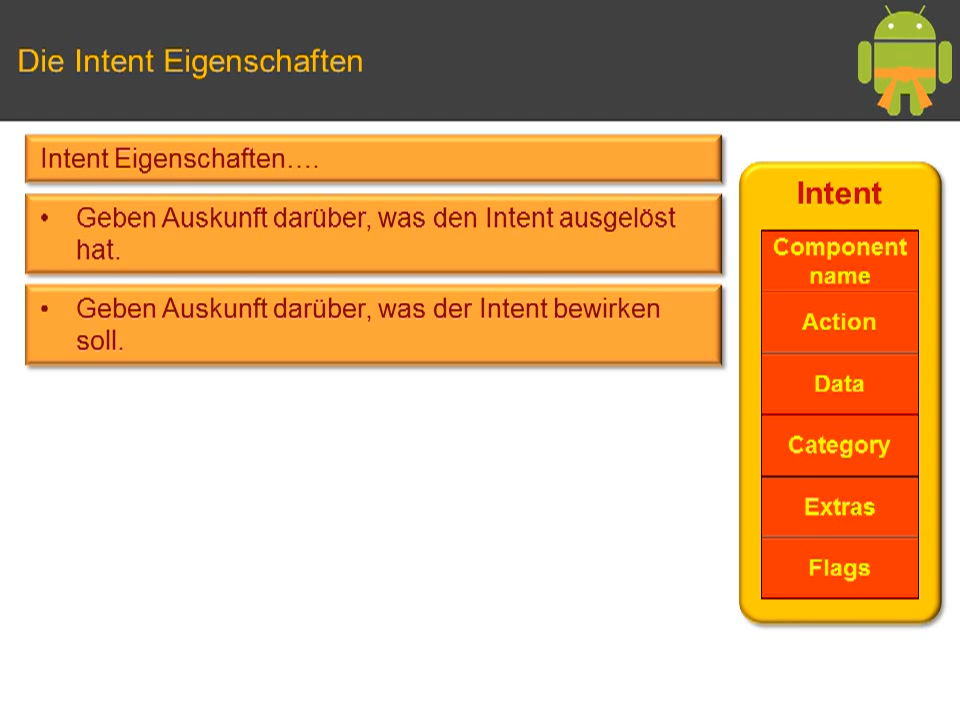 Die Intent Eigenschaften
Intent Eigenschaften….
• Geben Auskunft darüber, was den Intent ausgelöst
hat.
• Geben Auskunft darüber, was der Intent bewirken
soll.
Intent
Component
name
Action
Data
Category
Extras
Flags